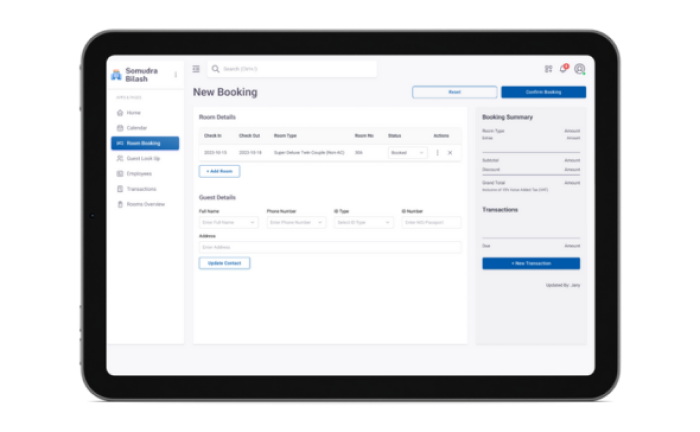 Somudra
Bilash
Search (Ctrl+/)
New Booking
Reset
Confirm Booking
Home
Calendar
Room Booking
Guest Look Up
Employees
Transactions
Rooms Overview
Room Details
Check In Check Out Room Type Room No Status Actions
2023-10-15 2023-10-19 Super Deluxe Twin Couple (Non-AC) Booked
+ Add Room
Guest Details
Full Name Phone Number ID Type ID Number
Enter Full Name Enter Phone Number Select ID Type Enter NID/Passport
Address
Enter Address
Update Contact
Booking Summary
Room Type Amount
Amount
Subtotal Amount
Discount Amount
Grand Total Amount
Inclusive of 15% Value Added Tax (VAT)
Transactions
Due Amount
+ New Transaction
Updated By: Jara